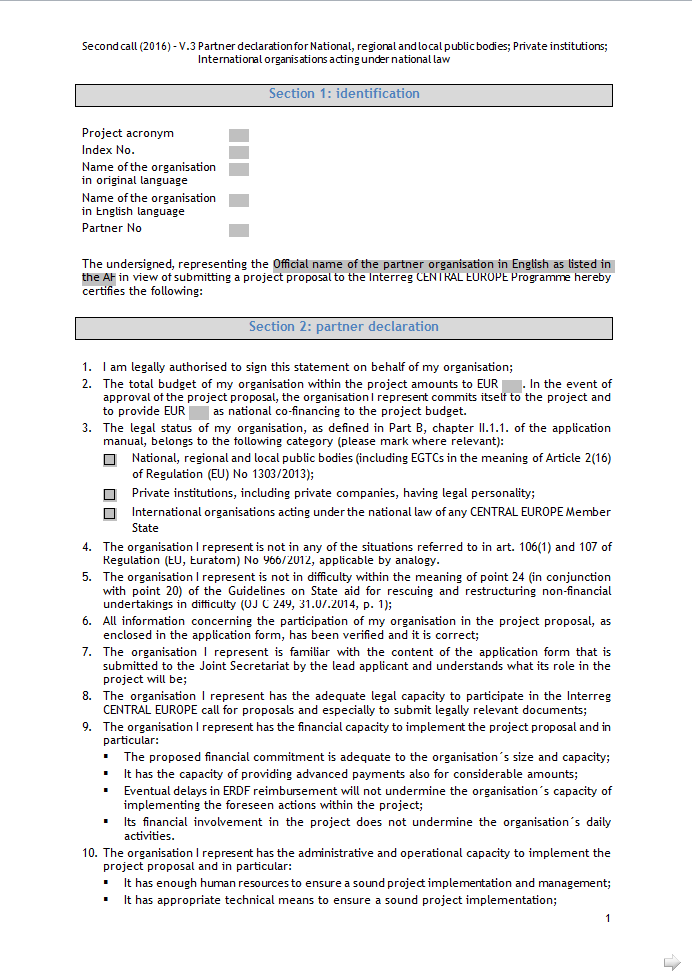 Second call (2016) – V.3 Partner declaration for National, regional and local public bodies; Private institutions;
International organisations acting under national law
Section 1: identification
Project acronym
Index No.
Name of the organisation
in original language
Name of the organisation
in English language
Partner No
The undersigned, representing the Official name of the partner organisation in English as listed in
the AF in view of submitting a project proposal to the Interreg CENTRAL EUROPE Programme hereby
certifies the following:
Section 2: partner declaration
1. I am legally authorised to sign this statement on behalf of my organisation;
2. The total budget of my organisation within the project amounts to EUR . In the event of
approval of the project proposal, the organisation I represent commits itself to the project and
to provide EUR as national co-financing to the project budget.
3. The legal status of my organisation, as defined in Part B, chapter II.1.1. of the application
manual, belongs to the following category (please mark where relevant):
National, regional and local public bodies (including EGTCs in the meaning of Article 2(16)
of Regulation (EU) No 1303/2013);
Private institutions, including private companies, having legal personality;
International organisations acting under the national law of any CENTRAL EUROPE Member
State
4. The organisation I represent is not in any of the situations referred to in art. 106(1) and 107 of
Regulation (EU, Euratom) No 966/2012, applicable by analogy.
5. The organisation I represent is not in difficulty within the meaning of point 24 (in conjunction
with point 20) of the Guidelines on State aid for rescuing and restructuring non-financial
undertakings in difficulty (OJ C 249, 31.07.2014, p. 1);
6. All information concerning the participation of my organisation in the project proposal, as
enclosed in the application form, has been verified and it is correct;
7. The organisation I represent is familiar with the content of the application form that is
submitted to the Joint Secretariat by the lead applicant and understands what its role in the
project will be;
8. The organisation I represent has the adequate legal capacity to participate in the Interreg
CENTRAL EUROPE call for proposals and especially to submit legally relevant documents;
9. The organisation I represent has the financial capacity to implement the project proposal and in
particular:
▪ The proposed financial commitment is adequate to the organisation´s size and capacity;
▪ It has the capacity of providing advanced payments also for considerable amounts;
▪ Eventual delays in ERDF reimbursement will not undermine the organisation´s capacity of
implementing the foreseen actions within the project;
▪ Its financial involvement in the project does not undermine the organisation´s daily
activities.
10. The organisation I represent has the administrative and operational capacity to implement the
project proposal and in particular:
▪ It has enough human resources to ensure a sound project implementation and management;
▪ It has appropriate technical means to ensure a sound project implementation;
1